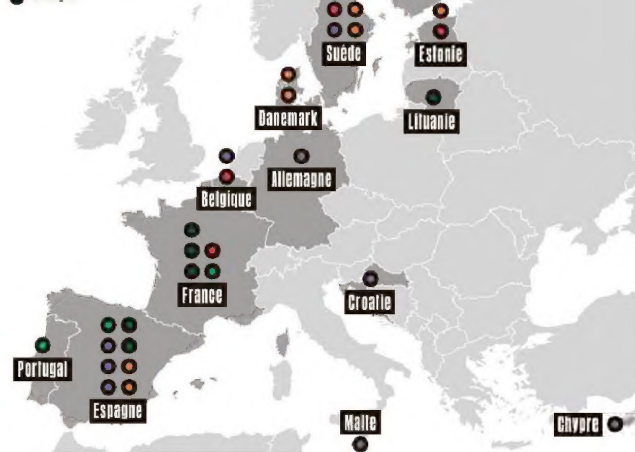 Suède
Estonie
Danemark
Lituanie
Allemagne
Belgique
France
Croatie
Portugal
Espagne
Malte
Chypre